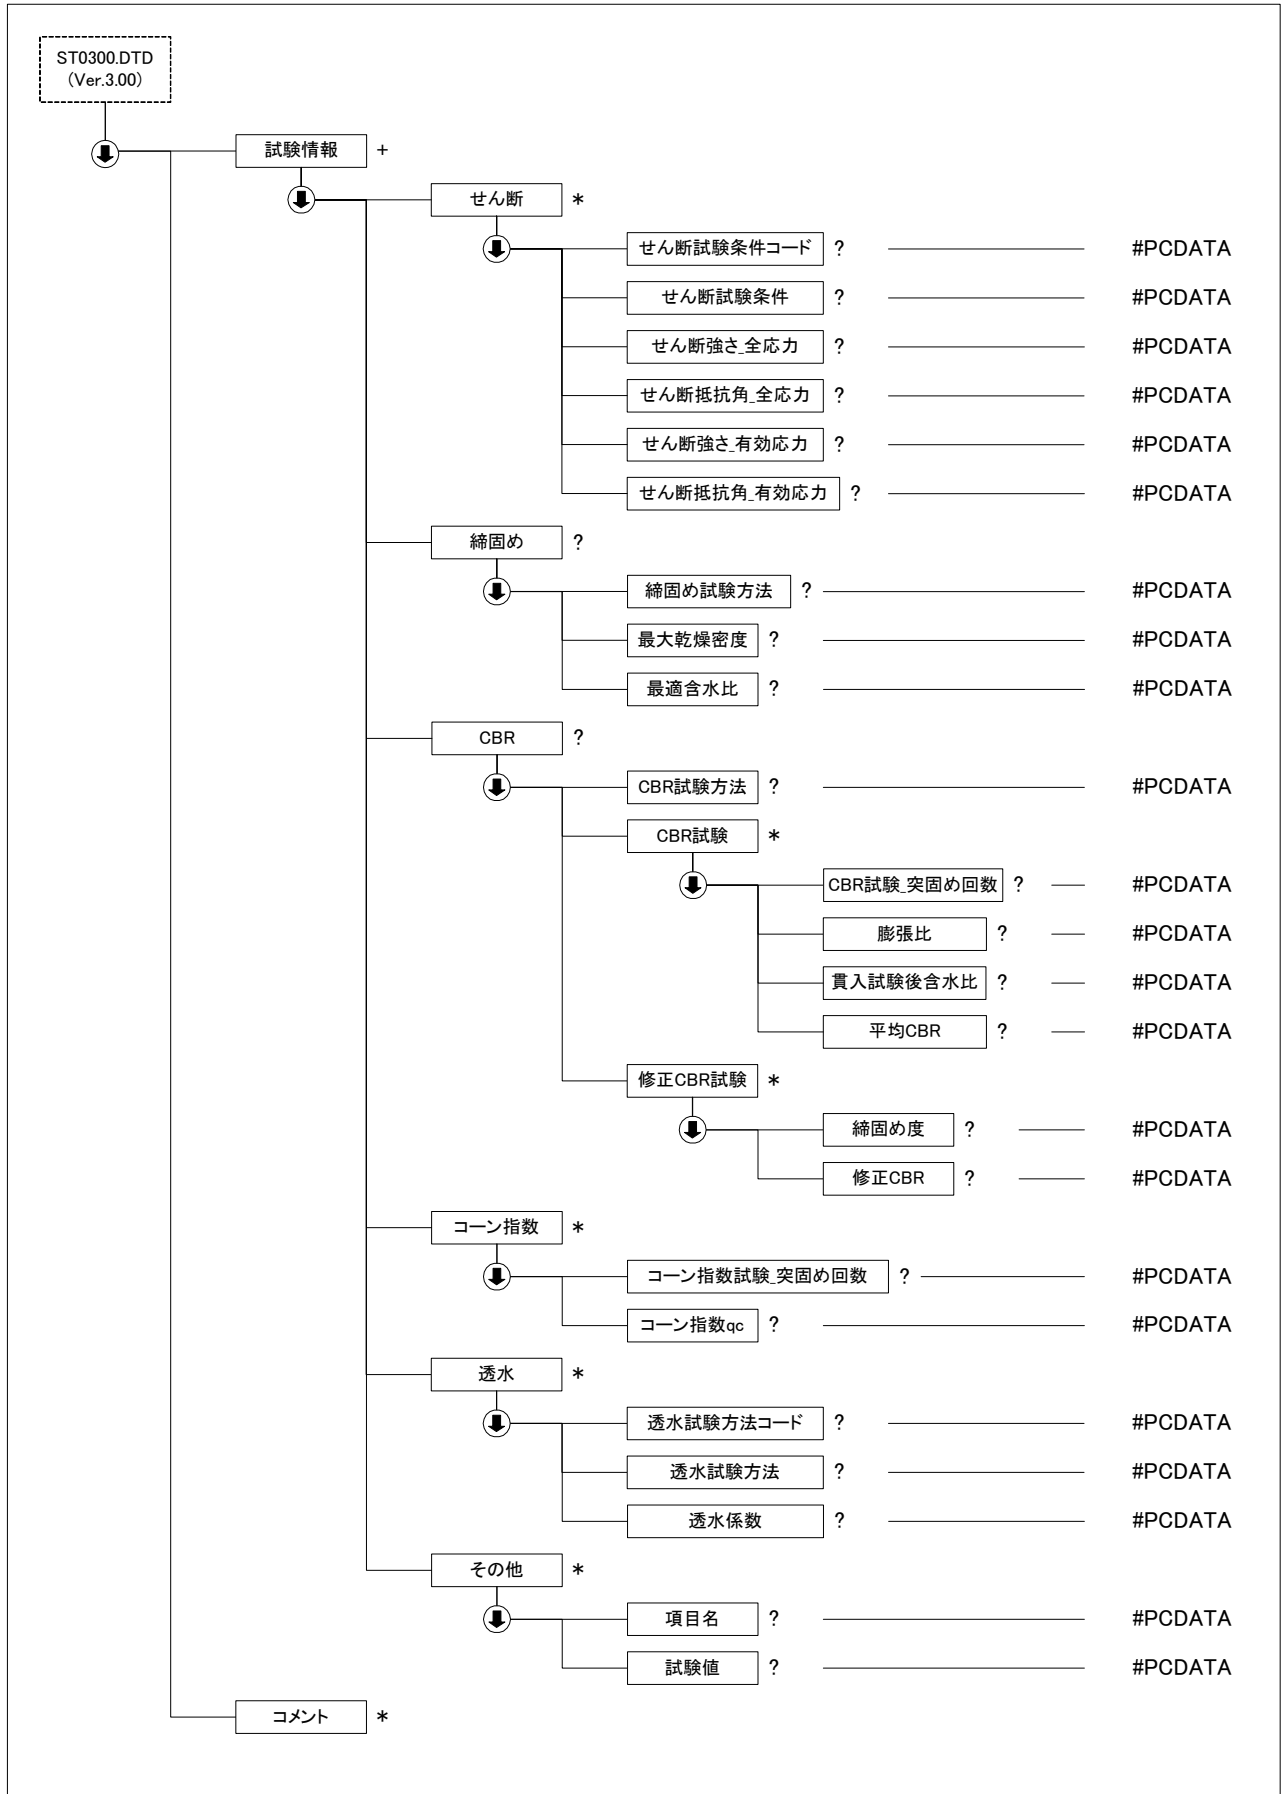 ST0300.DTD
(Ver.3.00)
試験情報 +
せん断 *
せん断試験条件コード ? #PCDATA
せん断試験条件 ? #PCDATA
せん断強さ_全応力 ? #PCDATA
せん断抵抗角_全応力 ? #PCDATA
せん断強さ_有効応力 ? #PCDATA
せん断抵抗角_有効応力 ? #PCDATA
締固め ?
締固め試験方法 ? #PCDATA
最大乾燥密度 ? #PCDATA
最適含水比 ? #PCDATA
CBR ?
CBR試験方法 ? #PCDATA
CBR試験 *
CBR試験_突固め回数 ? #PCDATA
膨張比 ? #PCDATA
貫入試験後含水比 ? #PCDATA
平均CBR ? #PCDATA
修正CBR試験 *
締固め度 ? #PCDATA
修正CBR ? #PCDATA
コーン指数 *
コーン指数試験_突固め回数 ? #PCDATA
コーン指数qc ? #PCDATA
透水 *
透水試験方法コード ? #PCDATA
透水試験方法 ? #PCDATA
透水係数 ? #PCDATA
その他 *
項目名 ? #PCDATA
試験値 ? #PCDATA
コメント *